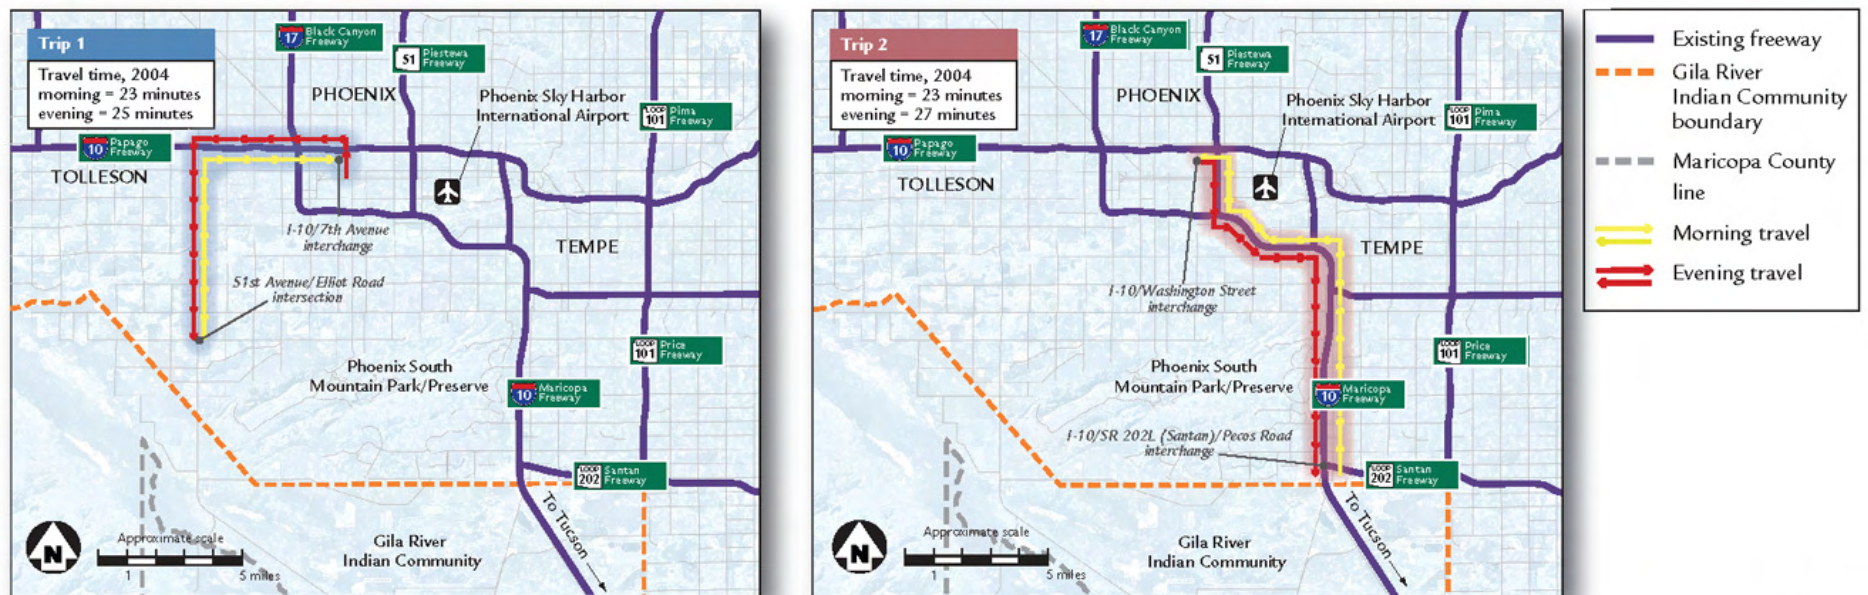 Trip 1
Travel time, 2004
morning = 23 minutes
evening = 25 minutes
17
Black Canyon
Freeway
51
Piestewa
Freeway
PHOENIX
Phoenix Sky Harbor
International Airport
LOOP
101
Pima
Freeway
10
Papago
Freeway
TOLLESON
I-10/7th Avenue
interchange
TEMPE
51st Avenue/Elliot Road
intersection
LOOP
101
Price
Freeway
Phoenix South
Mountain Park/Preserve
10
Maricopa
Freeway
LOOP
202
Santan
Freeway
To Tucson
N
Approximate scale
1
5 miles
Gila River
Indian Community
Trip 2
Travel time, 2004
morning = 23 minutes
evening = 27 minutes
17
Black Canyon
Freeway
51
Piestewa
Freeway
PHOENIX
Phoenix Sky Harbor
International Airport
LOOP
101
Pima
Freeway
10
Papago
Freeway
TOLLESON
TEMPE
I-10/Washington Street
interchange
LOOP
101
Price
Freeway
Phoenix South
Mountain Park/Preserve
10
Maricopa
Freeway
I-10/SR 202L (Santan)/Pecos Road
interchange
LOOP
202
Santan
Freeway
To Tucson
N
Approximate scale
1
5 miles
Gila River
Indian Community
Existing freeway
Gila River
Indian Community
boundary
Maricopa County
line
Morning travel
Evening travel